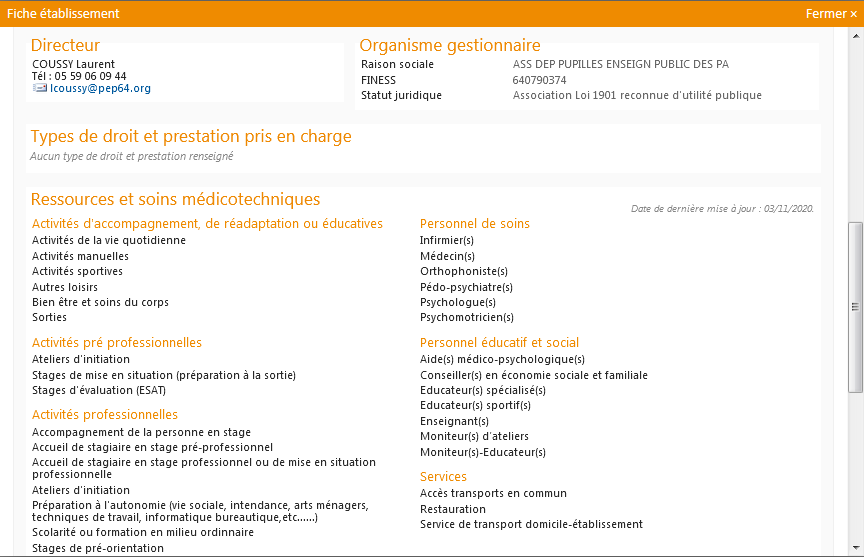 Fiche établissement
Fermer ×
Directeur
COUSSY Laurent
Tél : 05 59 06 09 44
lcoussy@pep64.org
Organisme gestionnaire
Raison sociale ASS DEP PUPILLES ENSEIGN PUBLIC DES PA
FINESS 640790374
Statut juridique Association Loi 1901 reconnue d'utilité publique
Types de droit et prestation pris en charge
Aucun type de droit et prestation renseigné
Ressources et soins médicotechniques
Date de dernière mise à jour : 03/11/2020.
Activités d'accompagnement, de réadaptation ou éducatives
Activités de la vie quotidienne
Activités manuelles
Activités sportives
Autres loisirs
Bien être et soins du corps
Sorties
Activités pré professionnelles
Ateliers d'initiation
Stages de mise en situation (préparation à la sortie)
Stages d'évaluation (ESAT)
Activités professionnelles
Accompagnement de la personne en stage
Accueil de stagiaire en stage pré-professionnel
Accueil de stagiaire en stage professionnel ou de mise en situation
professionnelle
Ateliers d'initiation
Préparation à l'autonomie (vie sociale, intendance, arts ménagers,
techniques de travail, informatique bureautique,etc......)
Scolarité ou formation en milieu ordinnaire
Stages de pré-orientation
Personnel de soins
Infirmier(s)
Médecin(s)
Orthophoniste(s)
Pédo-psychiatre(s)
Psychologue(s)
Psychomotricien(s)
Personnel éducatif et social
Aide(s) médico-psychologique(s)
Conseiller(s) en économie sociale et familiale
Educateur(s) spécialisé(s)
Educateur(s) sportif(s)
Enseignant(s)
Moniteur(s) d'ateliers
Moniteur(s)-Educateur(s)
Services
Accès transports en commun
Restauration
Service de transport domicile-établissement